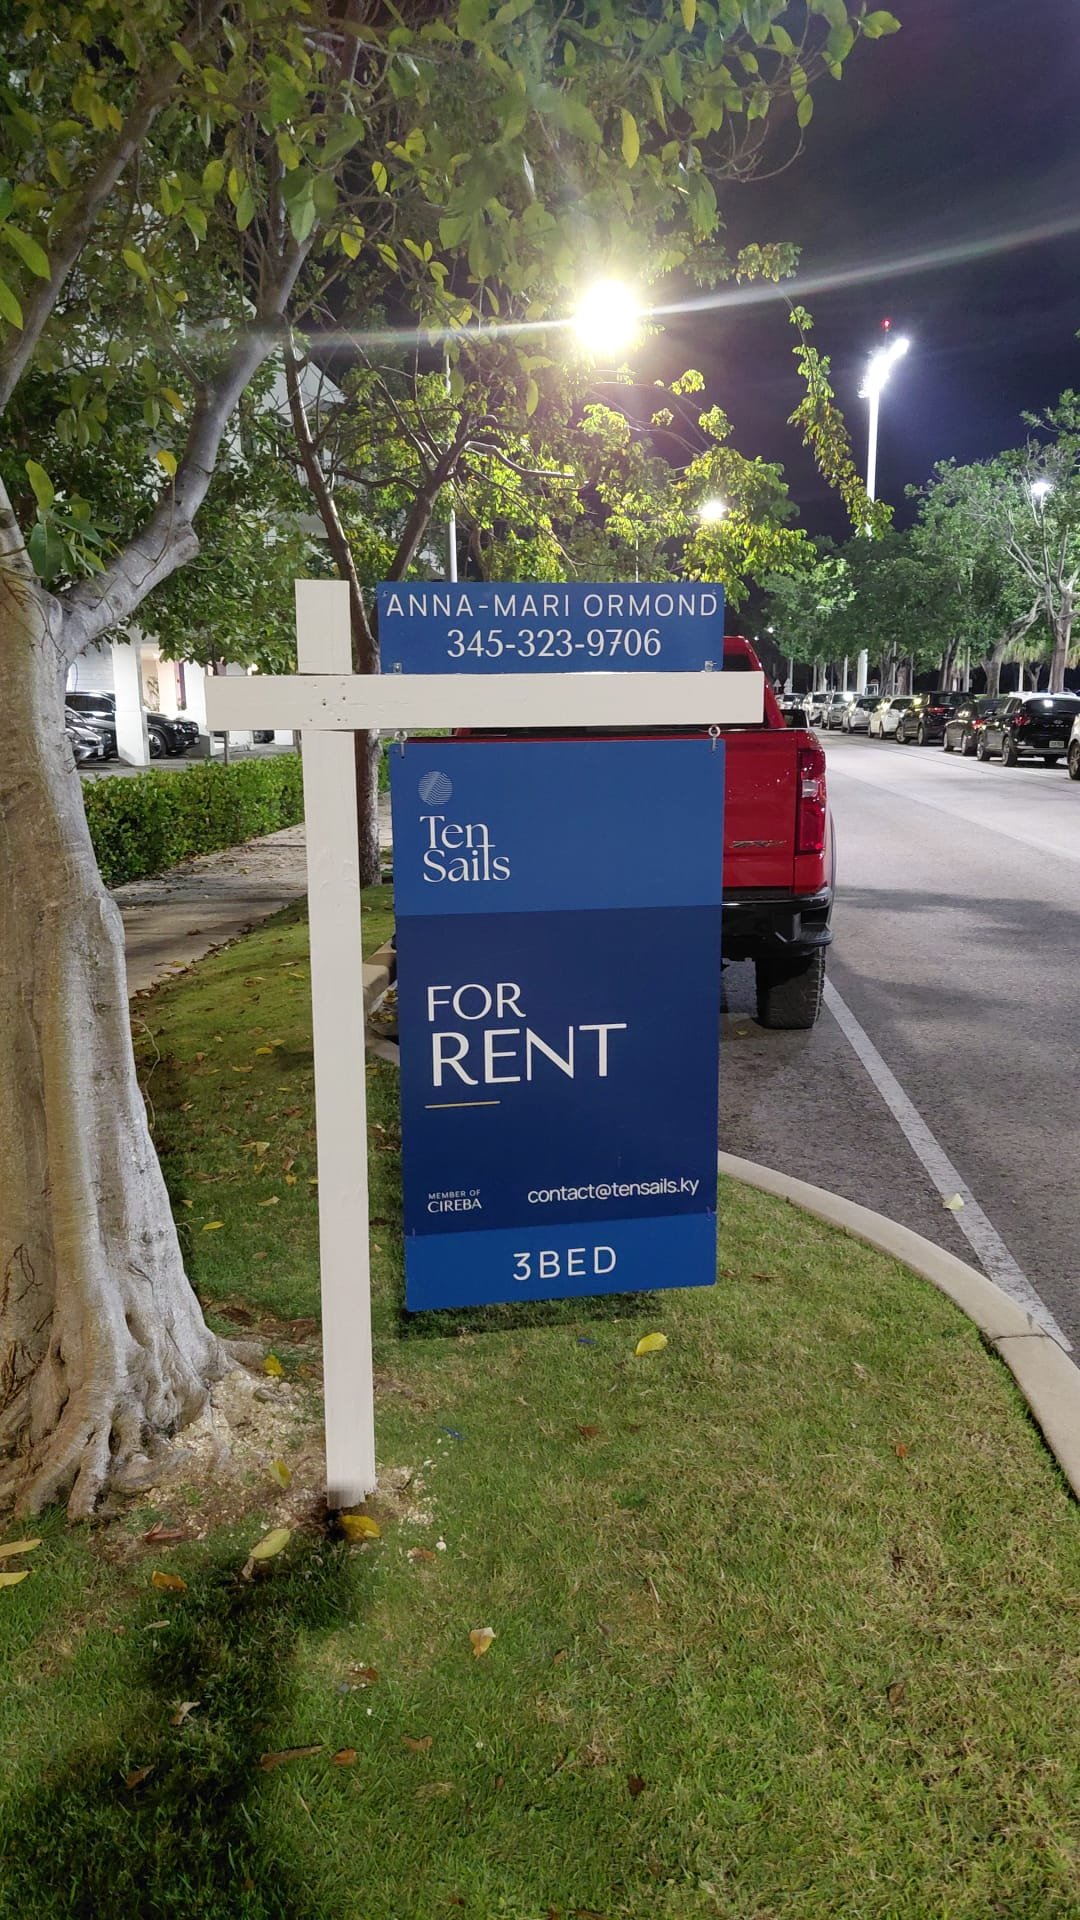 ANNA-MARI ORMOND
345-323-9706
Ten
Sails
FOR
RENT
MEMBER OF
CIREBA
contact@tensails.ky
3BED